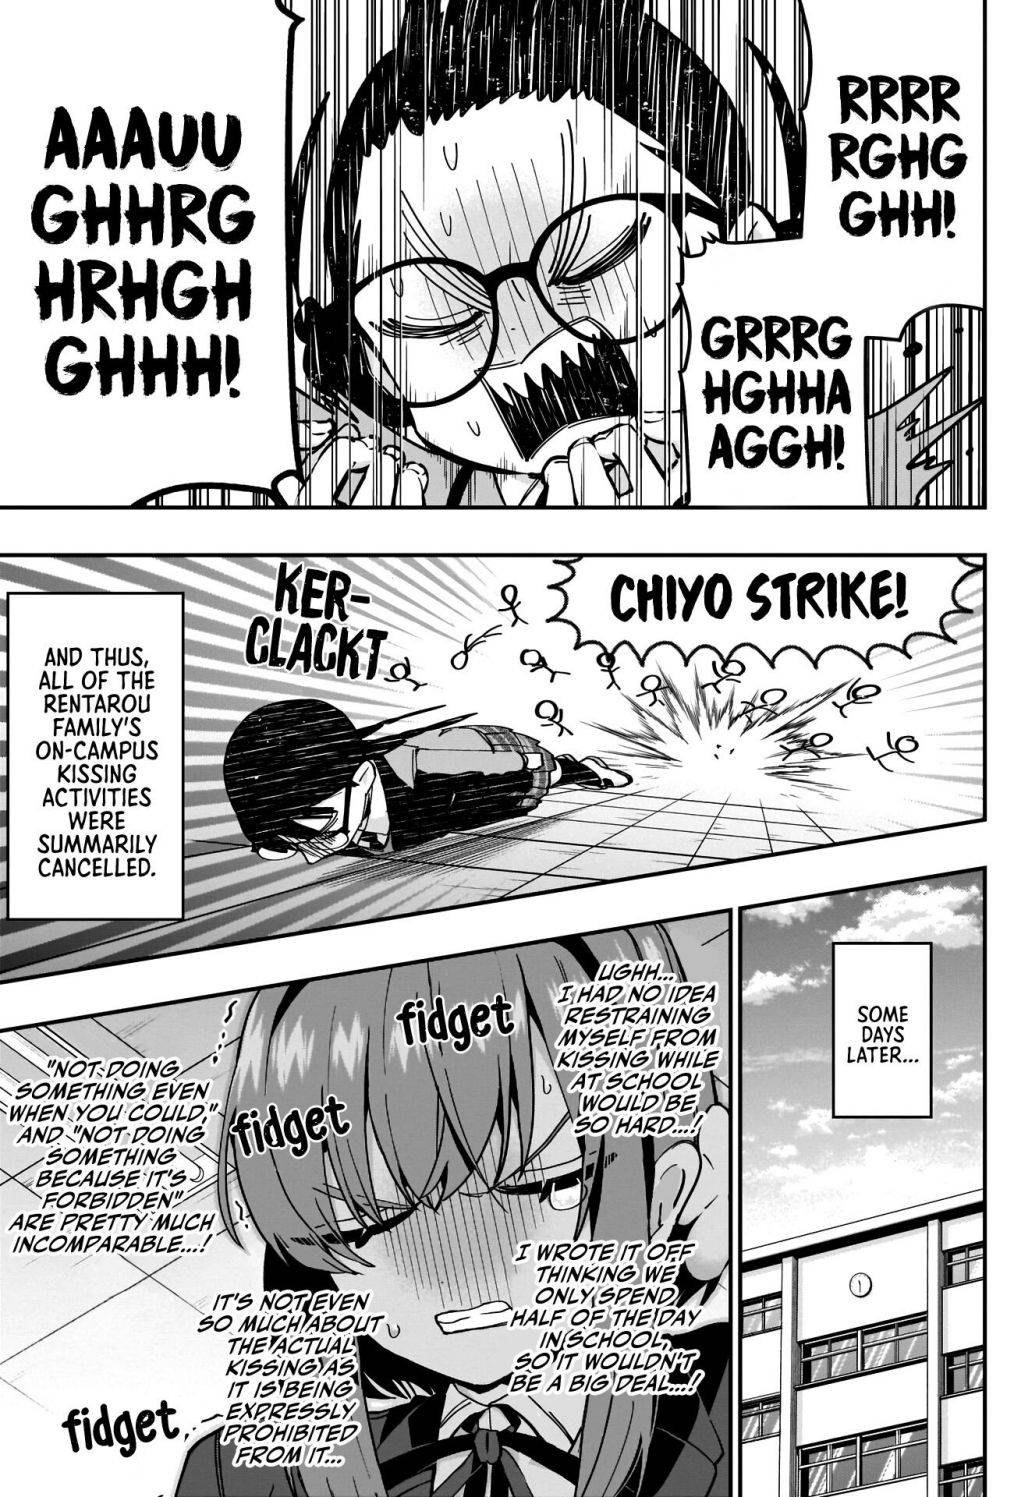 RRRR
RGHG
GHH!
GRRRG
HGHHA
AGGH!
AAAUU
GHHRG
HRHGH
GHHH!
CHIYO STRIKE!
KER-
CLACKT
AND THUS,
ALL OF THE
RENTAROU
FAMILY'S
ON-CAMPUS
KISSING
ACTIVITIES
WERE
SUMMARILY
CANCELLED.
SOME
DAYS
LATER...
UGHH...
I HAD NO IDEA
RESTRAINING
MYSELF FROM
KISSING WHILE
AT SCHOOL
WOULD BE
SO HARD...!
fidget
I WROTE IT OFF
THINKING WE
ONLY SPEND
HALF OF THE DAY
IN SCHOOL,
SO IT WOULDN'T
BE A BIG DEAL...!
fidget
"NOT DOING
SOMETHING EVEN
WHEN YOU COULD,"
AND "NOT DOING
SOMETHING
BECAUSE IT'S
FORBIDDEN"
ARE PRETTY MUCH
INCOMPARABLE...!
IT'S NOT EVEN
SO MUCH ABOUT
THE ACTUAL
KISSING AS
IT IS BEING
EXPRESSLY
PROHIBITED
FROM IT...
fidget